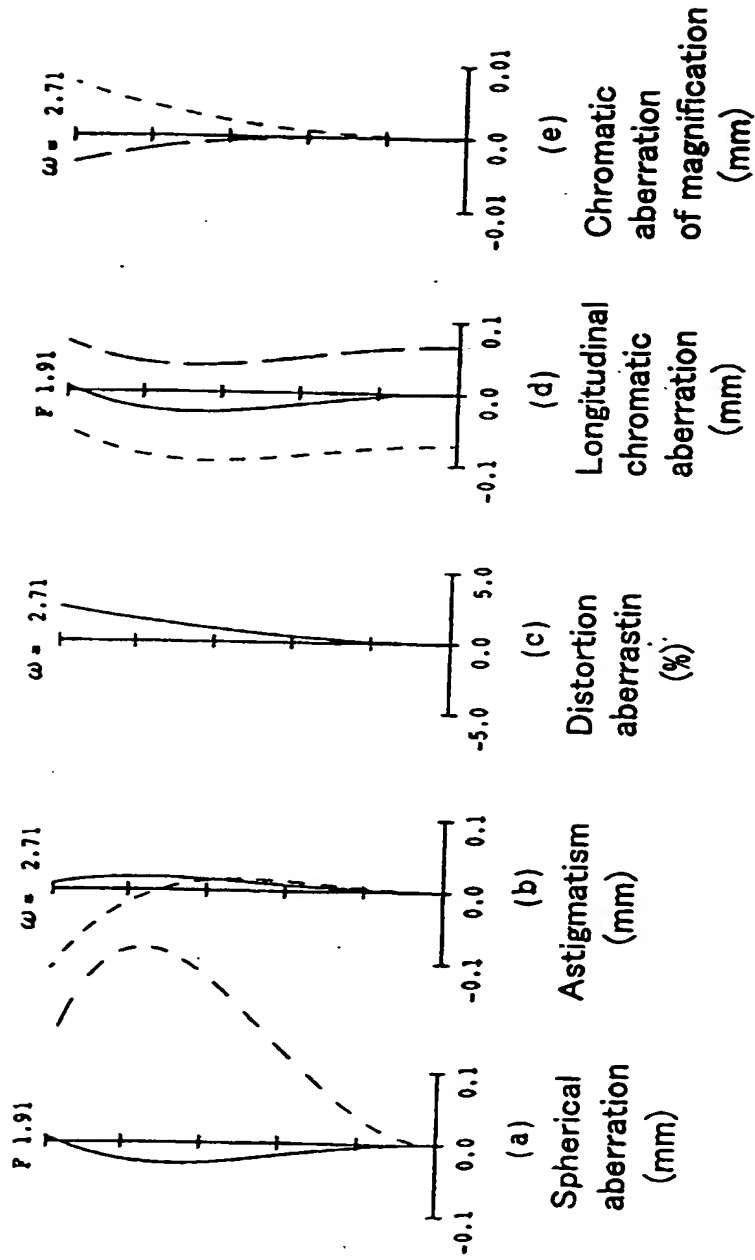 F 1.91
-0.1 0.0 0.1
(a)
Spherical
aberration
(mm)
ω = 2.71
-0.1 0.0 0.1
(b)
Astigmatism
(mm)
ω = 2.71
-5.0 0.0 5.0
(c)
Distortion
aberrastin
(%)
F 1.91
-0.1 0.0 0.1
(d)
Longitudinal
chromatic
aberration
(mm)
ω = 2.71
-0.01 0.0 0.01
(e)
Chromatic
aberration
of magnification
(mm)